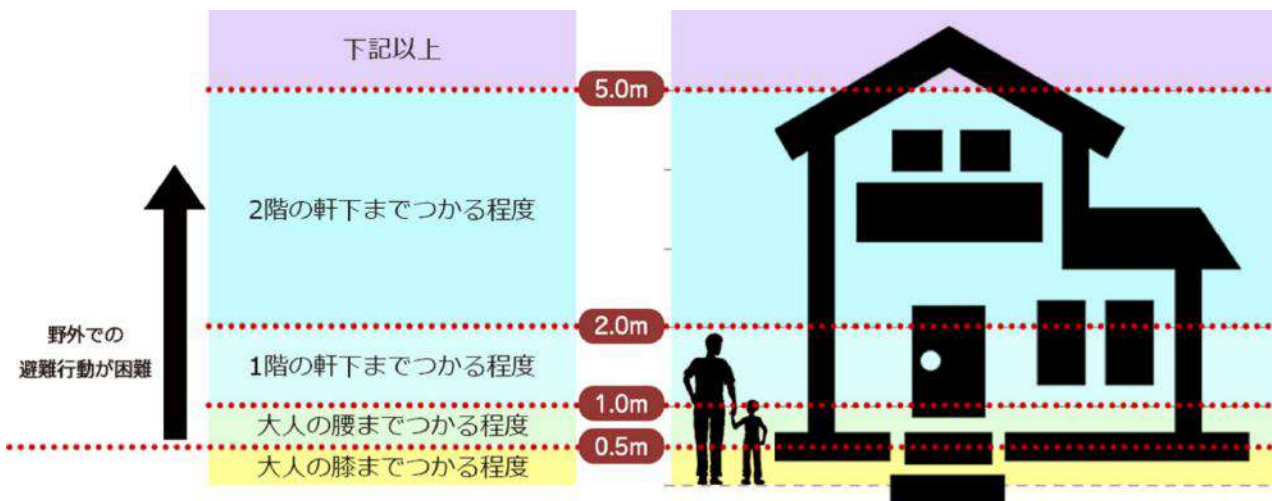 下記以上
5.0m
2階の軒下までつかる程度
2.0m
野外での
避難行動が困難
1階の軒下までつかる程度
1.0m
大人の腰までつかる程度
0.5m
大人の膝までつかる程度